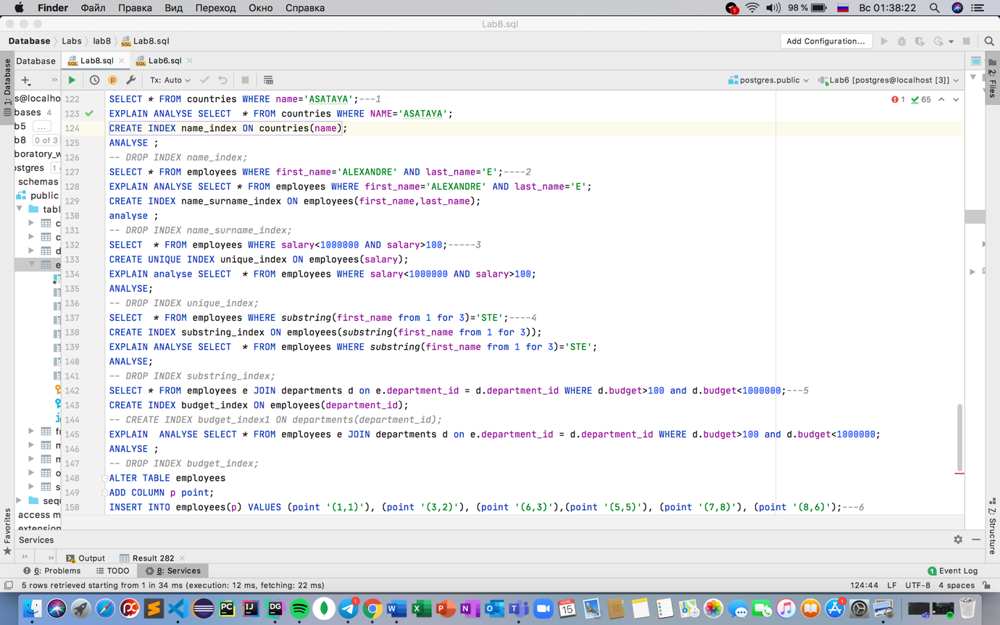 Finder Файл Правка Вид Переход Окно Справка 1 98 % Вс 01:38:22
Lab8.sql
Database Labs lab8 Lab8.sql Add Configuration...
1: Database
Database Lab8.sql Lab6.sql
Tx: Auto postgres.public Lab6 [postgres@localhost [3]]
2: Files
s@localho
bases 4
b5 ...
b8 0 of 3
boratory_w
ostgres 1
schemas
public
tabl
c
c
d
e
f
m
m
o
s
sequ
access m
extension
1 65
122 SELECT * FROM countries WHERE name='ASATAYA';---1
123 EXPLAIN ANALYSE SELECT  * FROM countries WHERE NAME='ASATAYA';
124 CREATE INDEX name_index ON countries(name);
125 ANALYSE ;
126 -- DROP INDEX name_index;
127 SELECT * FROM employees WHERE first_name='ALEXANDRE' AND last_name='E';----2
128 EXPLAIN ANALYSE SELECT * FROM employees WHERE first_name='ALEXANDRE' AND last_name='E';
129 CREATE INDEX name_surname_index ON employees(first_name,last_name);
130 analyse ;
131 -- DROP INDEX name_surname_index;
132 SELECT  * FROM employees WHERE salary<1000000 AND salary>100;-----3
133 CREATE UNIQUE INDEX unique_index ON employees(salary);
134 EXPLAIN analyse SELECT  * FROM employees WHERE salary<1000000 AND salary>100;
135 ANALYSE;
136 -- DROP INDEX unique_index;
137 SELECT  * FROM employees WHERE substring(first_name from 1 for 3)='STE';----4
138 CREATE INDEX substring_index ON employees(substring(first_name from 1 for 3));
139 EXPLAIN ANALYSE SELECT  * FROM employees WHERE substring(first_name from 1 for 3)='STE';
140 ANALYSE;
141 -- DROP INDEX substring_index;
142 SELECT * FROM employees e JOIN departments d on e.department_id = d.department_id WHERE d.budget>100 and d.budget<1000000;---5
143 CREATE INDEX budget_index ON employees(department_id);
144 -- CREATE INDEX budget_index1 ON departments(department_id);
145 EXPLAIN  ANALYSE SELECT * FROM employees e JOIN departments d on e.department_id = d.department_id WHERE d.budget>100 and d.budget<1000000;
146 ANALYSE ;
147 -- DROP INDEX budget_index;
148 ALTER TABLE employees
149 ADD COLUMN p point;
150 INSERT INTO employees(p) VALUES (point '(1,1)'), (point '(3,2)'), (point '(6,3)'),(point '(5,5)'), (point '(7,8)'), (point '(8,6)');---6
Favorites
Z: Structure
Services
Output Result 282
6: Problems TODO 8: Services 1 Event Log
5 rows retrieved starting from 1 in 34 ms (execution: 12 ms, fetching: 22 ms) 124:44 LF UTF-8 4 spaces
PC IJ DG 1 W X P N O T 15 1